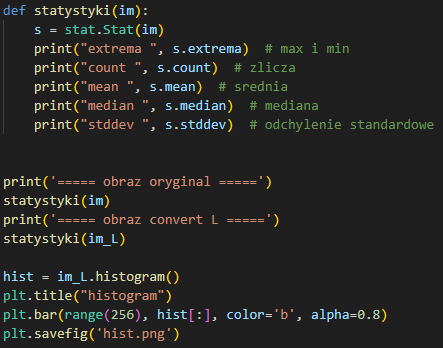 def statystyki(im):
    s = stat.Stat(im)
    print("extrema ", s.extrema)  # max i min
    print("count ", s.count)  # zlicza
    print("mean ", s.mean)  # srednia
    print("median ", s.median)  # mediana
    print("stddev ", s.stddev)  # odchylenie standardowe
print('===== obraz oryginal =====')
statystyki(im)
print('===== obraz convert L =====')
statystyki(im_L)
hist = im_L.histogram()
plt.title("histogram")
plt.bar(range(256), hist[:], color='b', alpha=0.8)
plt.savefig('hist.png')